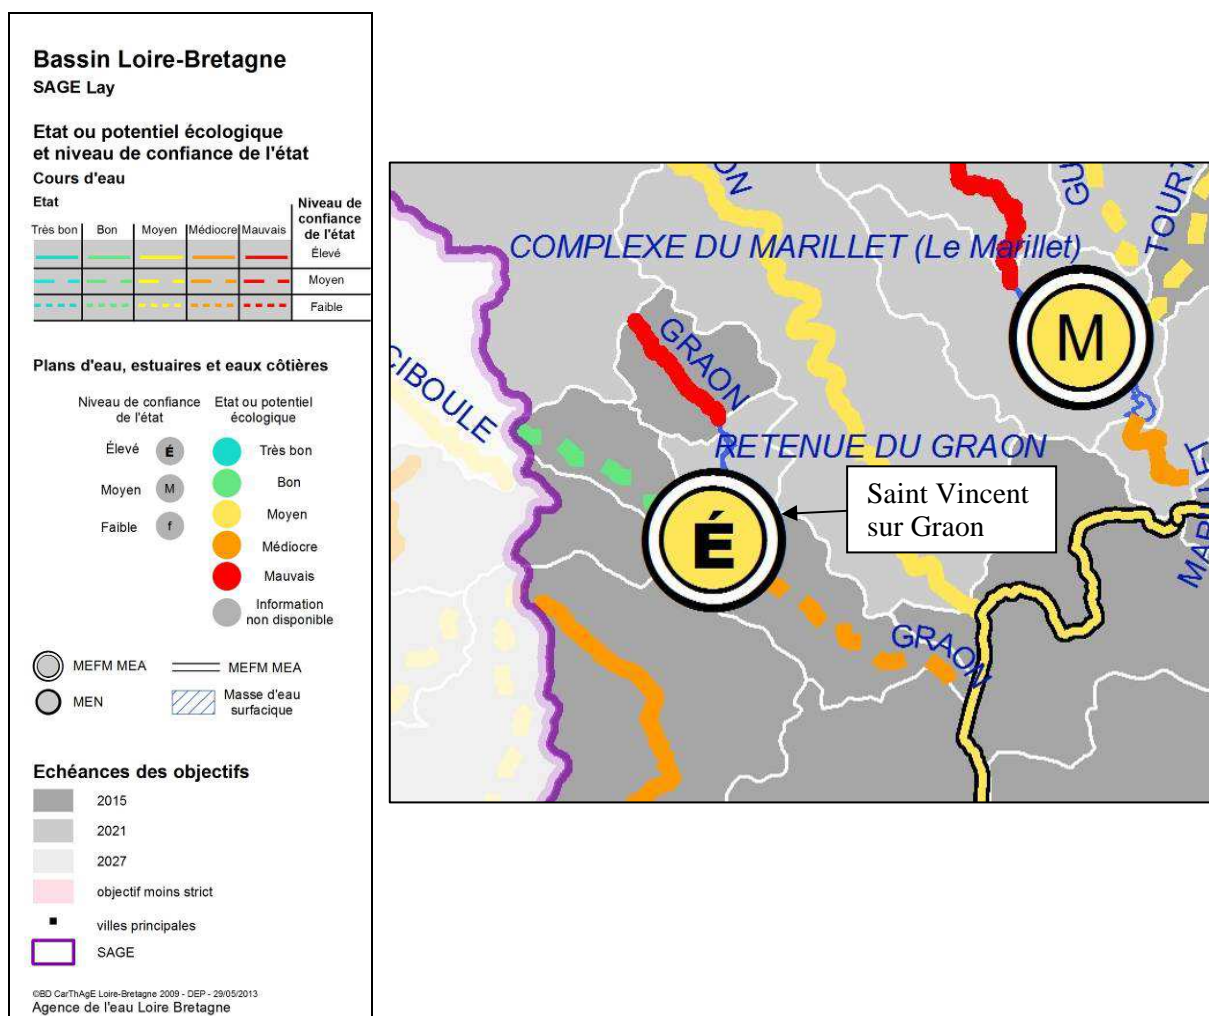 Bassin Loire-Bretagne
SAGE Lay
Etat ou potentiel écologique
et niveau de confiance de l'état
Cours d'eau
Etat
Niveau de
confiance
de l'état
Très bon
Bon
Moyen
Médiocre
Mauvais
Élevé
Moyen
Faible
Plans d'eau, estuaires et eaux côtières
Niveau de confiance
de l'état
Etat ou potentiel
écologique
Élevé
É
Très bon
Moyen
M
Bon
Faible
f
Moyen
Médiocre
Mauvais
Information
non disponible
MEFM MEA
MEFM MEA
MEN
Masse d'eau
surfacique
Echéances des objectifs
2015
2021
2027
objectif moins strict
villes principales
SAGE
©BD CarThAgE Loire-Bretagne 2009 - DEP - 29/05/2013
Agence de l'eau Loire Bretagne
ON
GU
TOURT
COMPLEXE DU MARILLET (Le Marillet)
M
GRAON
CIBOULE
RETENUE DU GRAON
MARILLET
Saint Vincent
sur Graon
É
GRAON